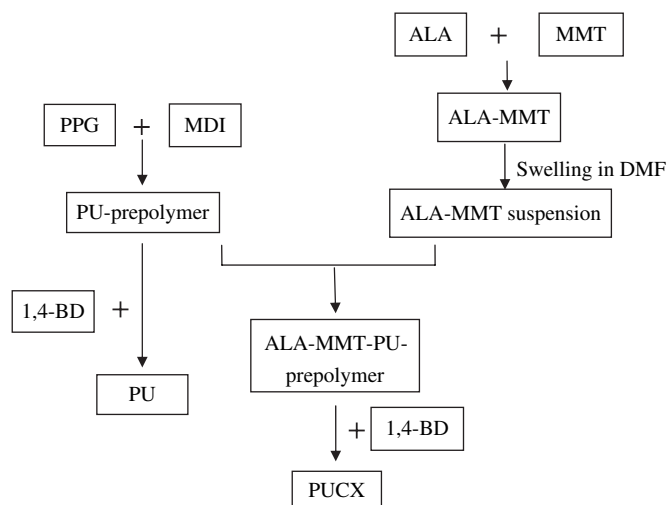 ALA + MMT
PPG + MDI
ALA-MMT
Swelling in DMF
PU-prepolymer
ALA-MMT suspension
1,4-BD +
ALA-MMT-PU-
prepolymer
PU
+ 1,4-BD
PUCX